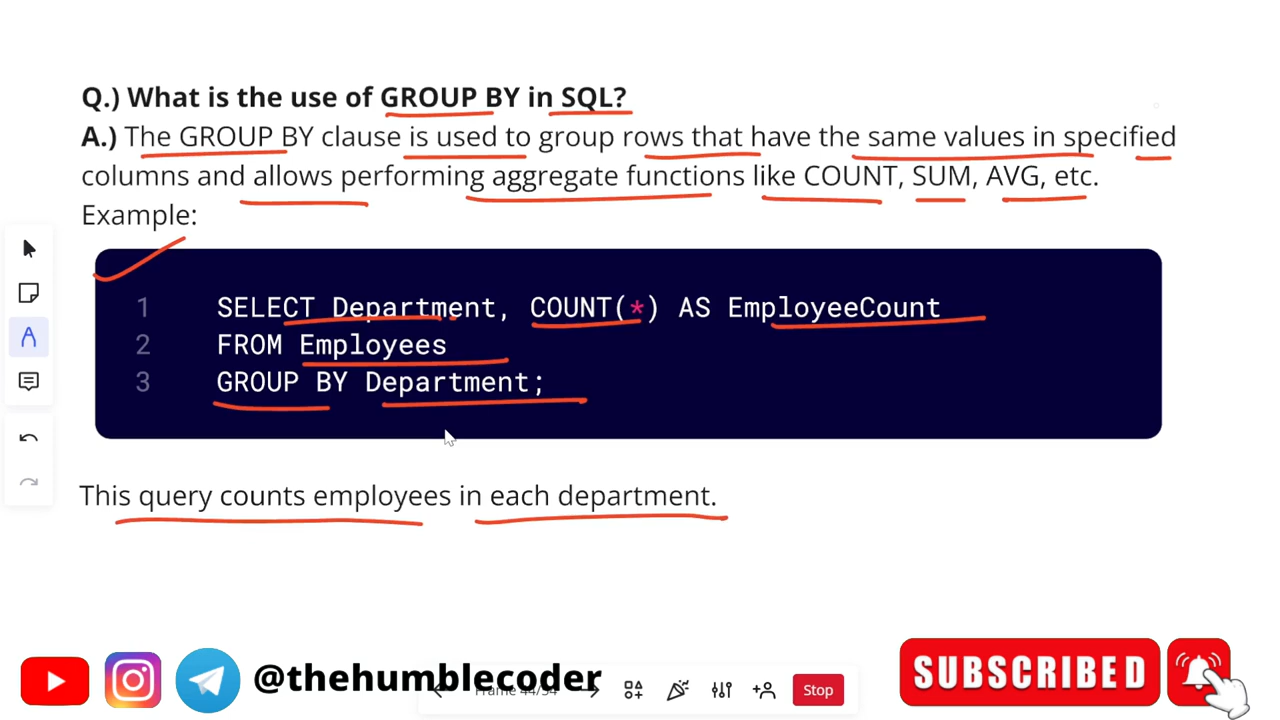 Q.) What is the use of GROUP BY in SQL?
A.) The GROUP BY clause is used to group rows that have the same values in specified
columns and allows performing aggregate functions like COUNT, SUM, AVG, etc.
Example:
1 SELECT Department, COUNT(*) AS EmployeeCount
2 FROM Employees
3 GROUP BY Department;
This query counts employees in each department.
@thehumblecoder
Frame 44/54
Stop
SUBSCRIBED